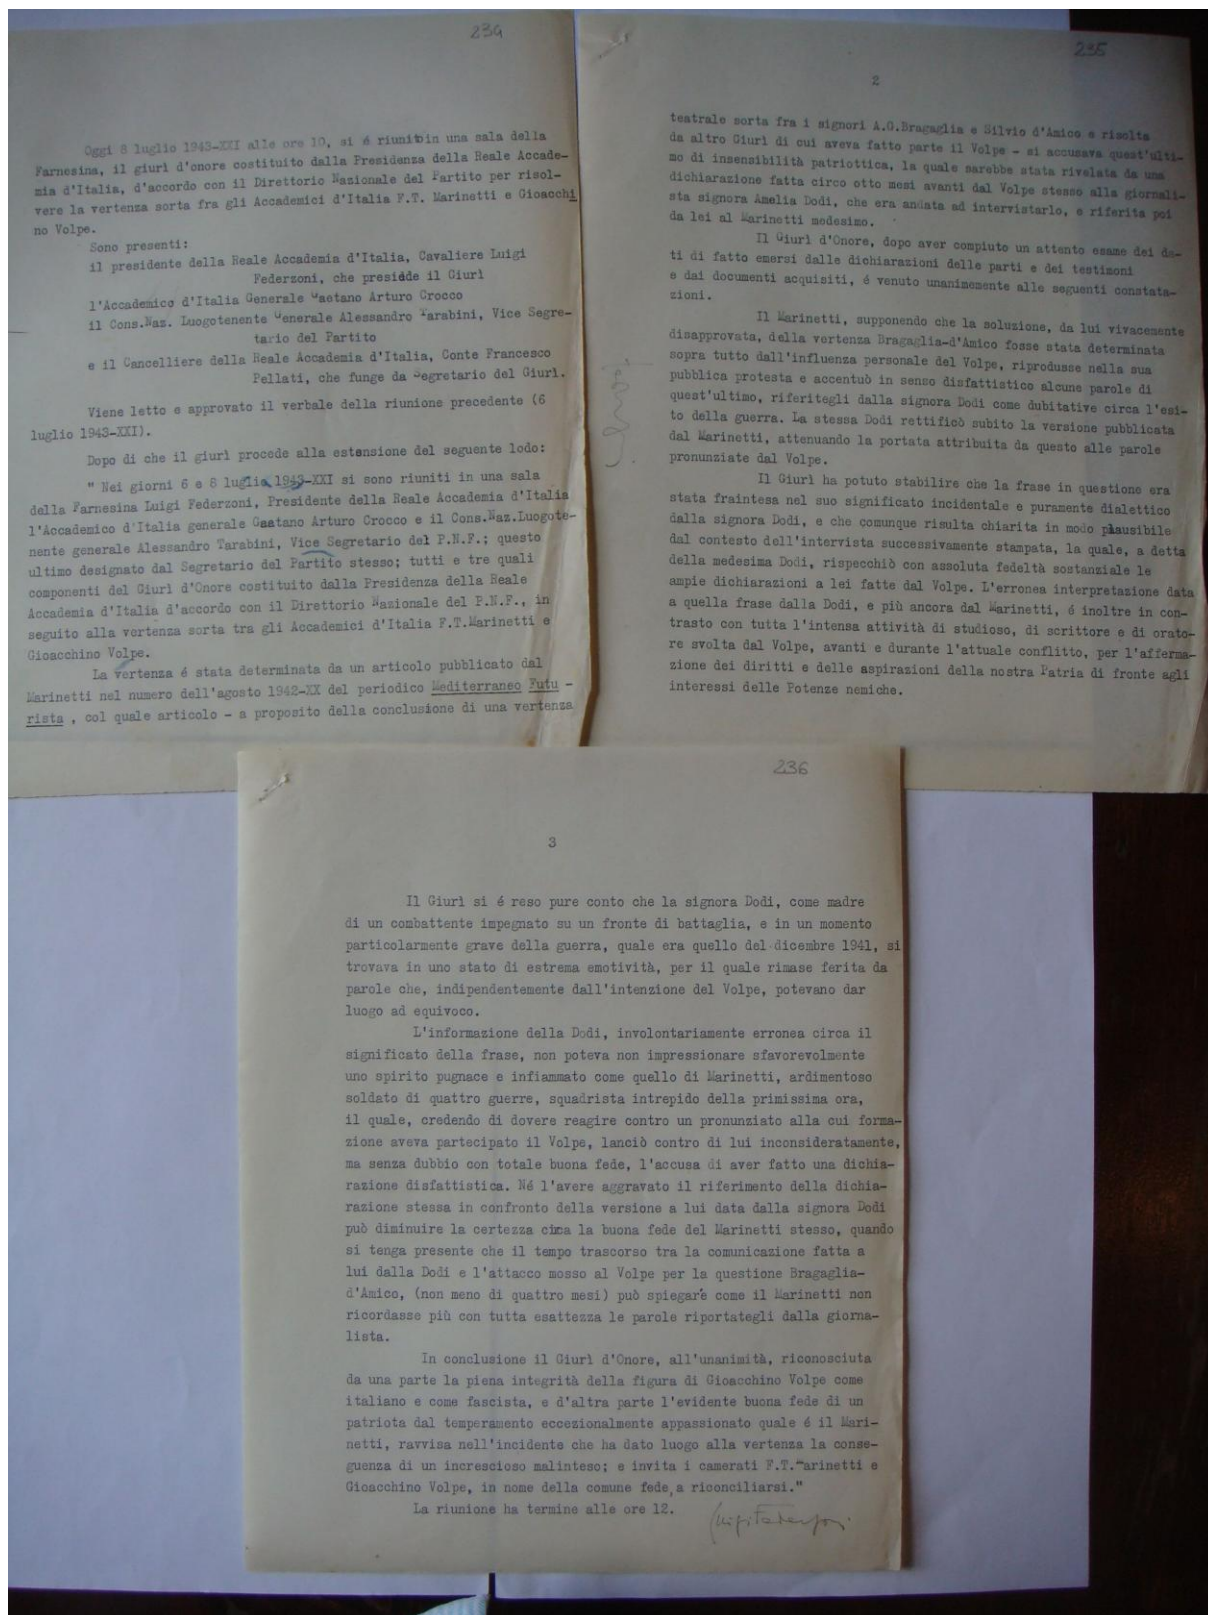 234
Oggi 8 luglio 1943-XXI alle ore 10, si é riunito in una sala della
Farnesina, il giuri d'onore costituito dalla Presidenza della Reale Accade-
mia d'Italia, d'accordo con il Direttorio Nazionale del Partito per risol-
vere la vertenza sorta fra gli Accademici d'Italia F.T. Marinetti e Gioacchi
no Volpe.
Sono presenti:
il presidente della Reale Accademia d'Italia, Cavaliere Luigi
Federzoni, che presiede il Giurì
l'Accademico d'Italia Generale Gaetano Arturo Crocco
il Cons.Naz. Luogotenente Generale Alessandro Tarabini, Vice Segre-
tario del Partito
e il Cancelliere della Reale Accademia d'Italia, Conte Francesco
Pellati, che funge da Segretario del Giurì.
Viene letto e approvato il verbale della riunione precedente (6
luglio 1943-XXI).
Dopo di che il giurì procede alla estensione del seguente lodo:
" Nei giorni 6 e 8 luglio 1943-XXI si sono riuniti in una sala
della Farnesina Luigi Federzoni, Presidente della Reale Accademia d'Italia
l'Accademico d'Italia generale Gaetano Arturo Crocco e il Cons.Naz.Luogote-
nente generale Alessandro Tarabini, Vice Segretario del P.N.F.; questo
ultimo designato dal Segretario del Partito stesso; tutti e tre quali
componenti del Giurì d'Onore costituito dalla Presidenza della Reale
Accademia d'Italia d'accordo con il Direttorio Nazionale del P.N.F., in
seguito alla vertenza sorta tra gli Accademici d'Italia F.T.Marinetti e
Gioacchino Volpe.
La vertenza é stata determinata da un articolo pubblicato dal
Marinetti nel numero dell'agosto 1942-XX del periodico Mediterraneo Futu -
rista , col quale articolo - a proposito della conclusione di una vertenza
235
2
teatrale sorta fra i signori A.G.Bragaglia e Silvio d'Amico e risolta
da altro Giurì di cui aveva fatto parte il Volpe - si accusava quest'ulti-
mo di insensibilità patriottica, la quale sarebbe stata rivelata da una
dichiarazione fatta circo otto mesi avanti dal Volpe stesso alla giornali-
sta signora Amelia Dodi, che era andata ad intervistarlo, e riferita poi
da lei al Marinetti modesimo.
Il Giurì d'Onore, dopo aver compiuto un attento esame dei da-
ti di fatto emersi dalle dichiarazioni delle parti e dei testimoni
e dai documenti acquisiti, é venuto unanimemente alle seguenti constata-
zioni.
Il Marinetti, supponendo che la soluzione, da lui vivacemente
disapprovata, della vertenza Bragaglia-d'Amico fosse stata determinata
sopra tutto dall'influenza personale del Volpe, riprodusse nella sua
pubblica protesta e accentuò in senso disfattistico alcune parole di
quest'ultimo, riferitegli dalla signora Dodi come dubitative circa l'esi-
to della guerra. La stessa Dodi rettificò subito la versione pubblicata
dal Marinetti, attenuando la portata attribuita da questo alle parole
pronunziate dal Volpe.
Il Giurì ha potuto stabilire che la frase in questione era
stata fraintesa nel suo significato incidentale e puramente dialettico
dalla signora Dodi, e che comunque risulta chiarita in modo plausibile
dal contesto dell'intervista successivamente stampata, la quale, a detta
della medesima Dodi, rispecchiò con assoluta fedeltà sostanziale le
ampie dichiarazioni a lei fatte dal Volpe. L'erronea interpretazione data
a quella frase dalla Dodi, e più ancora dal Marinetti, é inoltre in con-
trasto con tutta l'intensa attività di studioso, di scrittore e di orato-
re svolta dal Volpe, avanti e durante l'attuale conflitto, per l'afferma-
zione dei diritti e delle aspirazioni della nostra Patria di fronte agli
interessi delle Potenze nemiche.
236
3
Il Giurì si é reso pure conto che la signora Dodi, come madre
di un combattente impegnato su un fronte di battaglia, e in un momento
particolarmente grave della guerra, quale era quello del dicembre 1941, si
trovava in uno stato di estrema emotività, per il quale rimase ferita da
parole che, indipendentemente dall'intenzione del Volpe, potevano dar
luogo ad equivoco.
L'informazione della Dodi, involontariamente erronea circa il
significato della frase, non poteva non impressionare sfavorevolmente
uno spirito pugnace e infiammato come quello di Marinetti, ardimentoso
soldato di quattro guerre, squadrista intrepido della primissima ora,
il quale, credendo di dovere reagire contro un pronunziato alla cui forma-
zione aveva partecipato il Volpe, lanciò contro di lui inconsideratamente,
ma senza dubbio con totale buona fede, l'accusa di aver fatto una dichia-
razione disfattistica. Né l'avere aggravato il riferimento della dichia-
razione stessa in confronto della versione a lui data dalla signora Dodi
può diminuire la certezza circa la buona fede del Marinetti stesso, quando
si tenga presente che il tempo trascorso tra la comunicazione fatta a
lui dalla Dodi e l'attacco mosso al Volpe per la questione Bragaglia-
d'Amico, (non meno di quattro mesi) può spiegare come il Marinetti non
ricordasse più con tutta esattezza le parole riportategli dalla giorna-
lista.
In conclusione il Giurì d'Onore, all'unanimità, riconosciuta
da una parte la piena integrità della figura di Gioacchino Volpe come
italiano e come fascista, e d'altra parte l'evidente buona fede di un
patriota dal temperamento eccezionalmente appassionato quale é il Mari-
netti, ravvisa nell'incidente che ha dato luogo alla vertenza la conse-
guenza di un increscioso malinteso; e invita i camerati F.T.Marinetti e
Gioacchino Volpe, in nome della comune fede, a riconciliarsi."
La riunione ha termine alle ore 12.
Luigi Federzoni